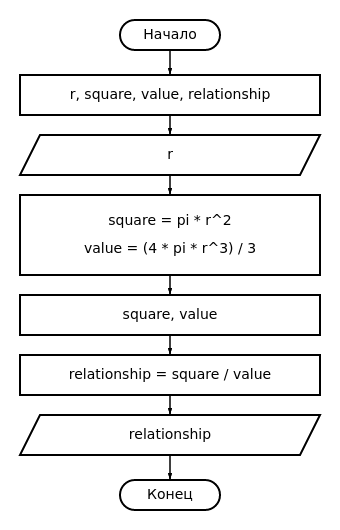 Начало
r, square, value, relationship
r
square = pi * r^2
value = (4 * pi * r^3) / 3
square, value
relationship = square / value
relationship
Конец